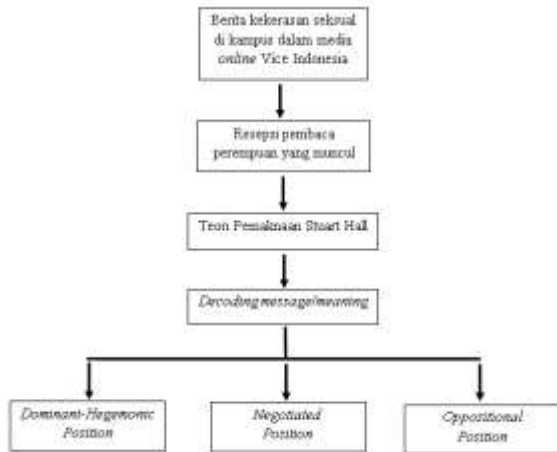 Berita kekerasan seksual
di kampus dalam media
online Vice Indonesia
Resepsi pembaca
perempuan yang muncul
Teori Pemaknaan Stuart Hall
Decoding message/meaning
Dominant-Hegemonic
Position
Negotiated
Position
Oppositional
Position